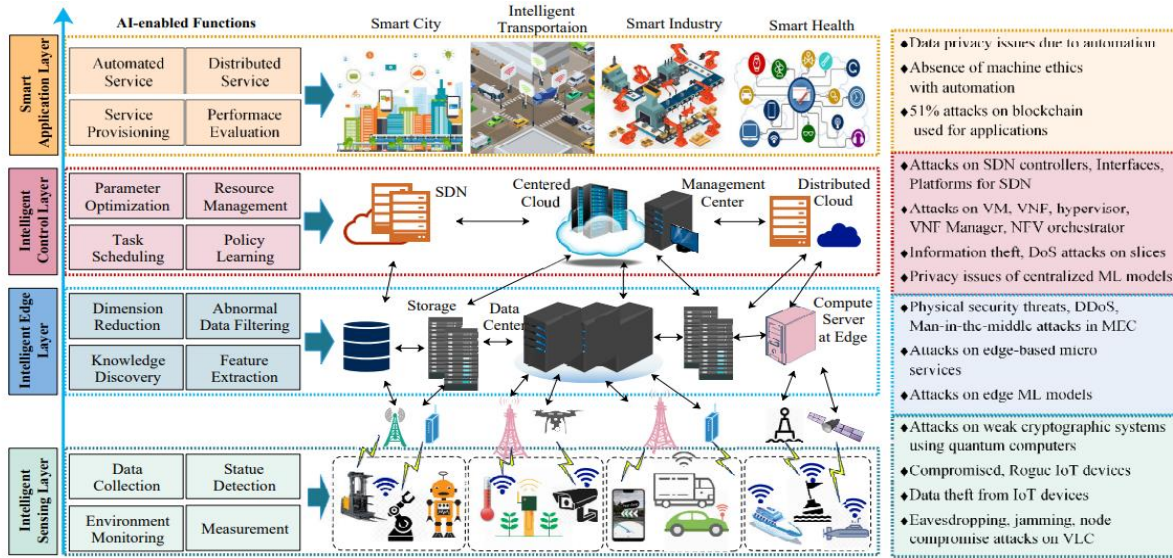 AI-enabled Functions
Smart City
Intelligent
Transportaion
Smart Industry
Smart Health
Smart
Application Layer
Automated
Service
Distributed
Service
Service
Provisioning
Performace
Evaluation
◆Data privacy issues due to automation
◆Absence of machine ethics
with automation
◆51% attacks on blockchain
used for applications
Intelligent
Control Layer
Parameter
Optimization
Resource
Management
Task
Scheduling
Policy
Learning
SDN
Centered
Cloud
Management
Center
Distributed
Cloud
◆Attacks on SDN controllers, Interfaces,
Platforms for SDN
◆Attacks on VM, VNF, hypervisor,
VNF Manager, NFV orchestrator
◆Information theft, DoS attacks on slices
◆Privacy issues of centralized ML models
Intelligent Edge
Layer
Dimension
Reduction
Abnormal
Data Filtering
Knowledge
Discovery
Feature
Extraction
Storage
Data
Center
Compute
Server
at Edge
◆Physical security threats, DDoS,
Man-in-the-middle attacks in MEC
◆Attacks on edge-based micro
services
◆Attacks on edge ML models
Intelligent
Sensing Layer
Data
Collection
Statue
Detection
Environment
Monitoring
Measurement
◆Attacks on weak cryptographic systems
using quantum computers
◆Compromised, Rogue IoT devices
◆Data theft from IoT devices
◆Eavesdropping, jamming, node
compromise attacks on VLC